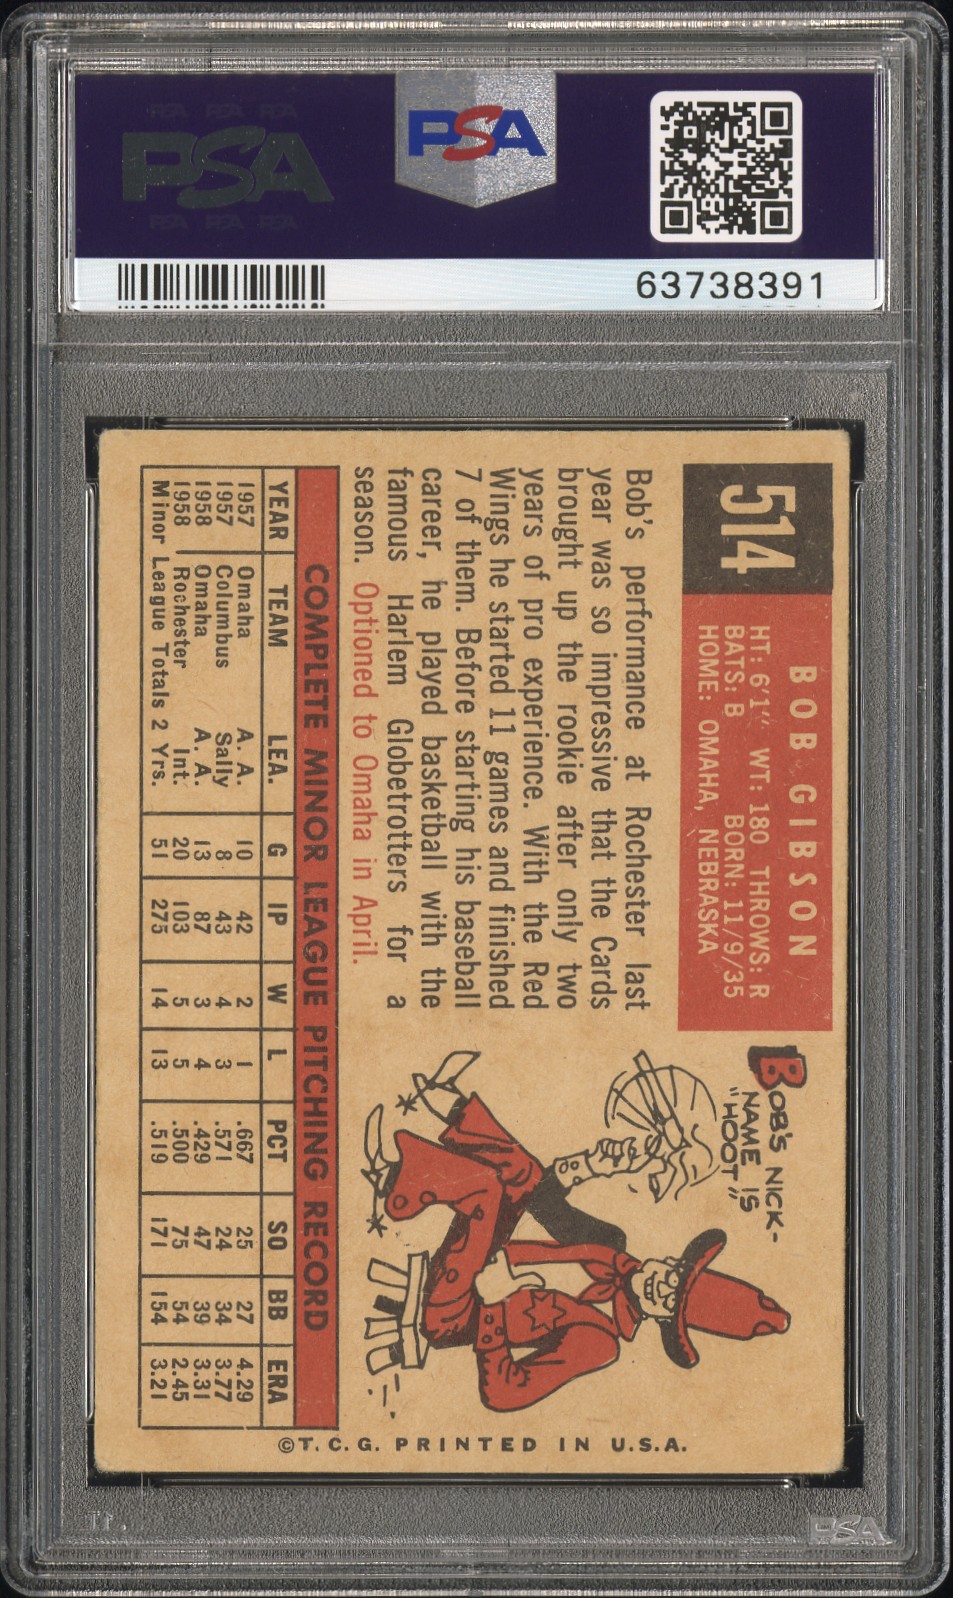 PSA PSA PSA
PSA
PSA PSA PSA
PSA
63738391
514
BOB GIBSON
HT: 6'1" WT: 180 THROWS: R
BATS: B BORN: 11/9/35
HOME: OMAHA, NEBRASKA
Bob's performance at Rochester last
year was so impressive that the Cards
brought up the rookie after only two
years of pro experience. With the Red
Wings he started 11 games and finished
7 of them. Before starting his baseball
career, he played basketball with the
famous Harlem Globetrotters for a
season. Optioned to Omaha in April.
BOB'S NICK-
NAME IS
"HOOT"
COMPLETE MINOR LEAGUE PITCHING RECORD
YEAR TEAM LEA. G IP W L PCT SO BB ERA
1957 Omaha A. A. 10 42 2 1 .667 25 27 4.29
1957 Columbus Sally 8 43 4 3 .571 24 34 3.77
1958 Omaha A. A. 13 87 3 4 .429 47 39 3.31
1958 Rochester Int. 20 103 5 5 .500 75 54 2.45
Minor League Totals 2 Yrs. 51 275 14 13 .519 171 154 3.21
©T.C.G. PRINTED IN U.S.A.
PSA